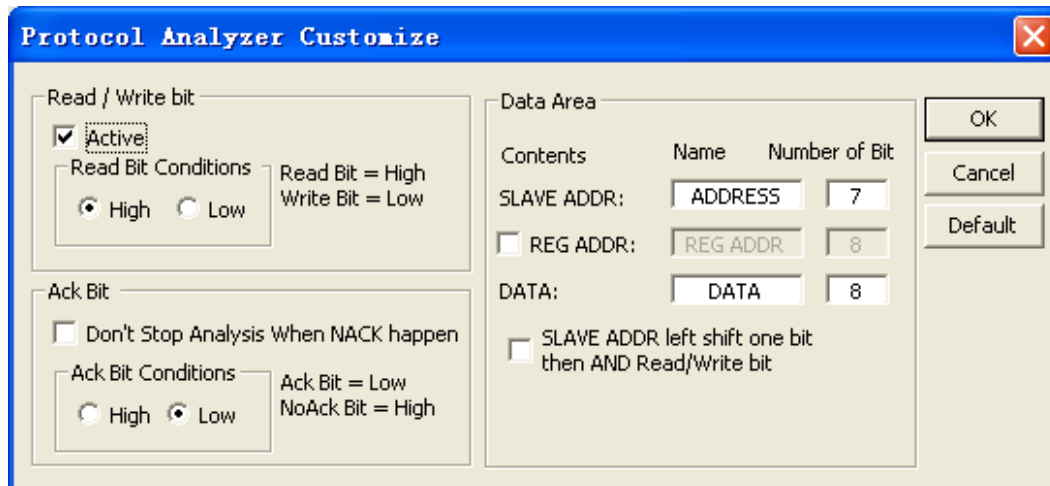 Protocol Analyzer Customize
Read / Write bit
Active
Read Bit Conditions
High Low
Read Bit = High
Write Bit = Low
Ack Bit
Don't Stop Analysis When NACK happen
Ack Bit Conditions
High Low
Ack Bit = Low
NoAck Bit = High
Data Area
Contents Name Number of Bit
SLAVE ADDR: ADDRESS 7
REG ADDR: REG ADDR 8
DATA: DATA 8
SLAVE ADDR left shift one bit
then AND Read/Write bit
OK
Cancel
Default